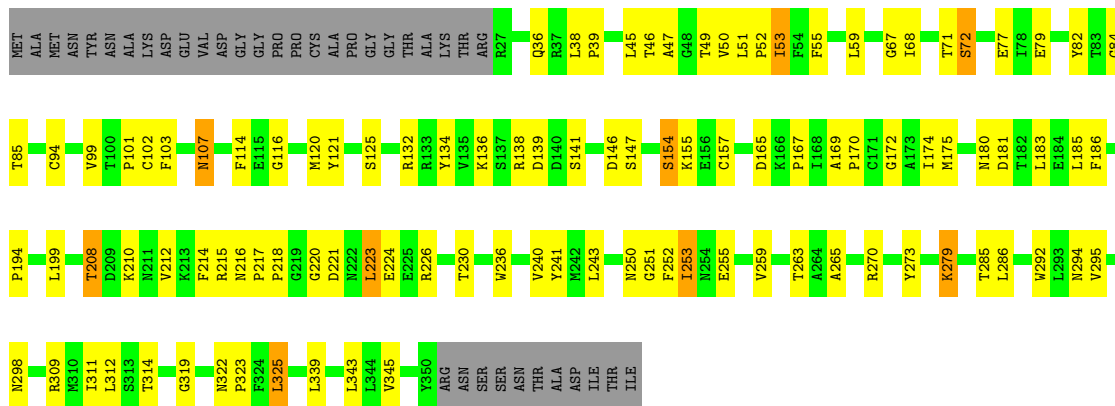 MET ALA MET ASN TYR ASN ALA LYS ASP GLU VAL ASP GLY GLY PRO PRO CYS ALA PRO GLY GLY THR ALA LYS THR ARG R27 Q36 R37 L38 P39 L45 T46 A47 G48 T49 V50 L51 P52 I53 F54 F55 L59 G67 I68 T71 S72 E77 I78 E79 Y82 T83 G84
T85 C94 V99 T100 P101 C102 F103 N107 F114 E115 G116 M120 Y121 S125 R132 R133 Y134 V135 K136 S137 R138 D139 D140 S141 D146 S147 S154 K155 E156 C157 D165 K166 P167 I168 A169 P170 C171 G172 A173 I174 M175 N180 D181 T182 L183 E184 L185 F186
P194 L199 T208 D209 K210 N211 V212 K213 F214 R215 N216 P217 P218 G219 G220 D221 N222 L223 E224 E225 R226 T230 W236 V240 Y241 M242 L243 N250 G251 F252 I253 N254 E255 V259 T263 A264 A265 R270 Y273 K279 T285 L286 W292 L293 N294 V295
N298 R309 M310 I311 L312 S313 T314 G319 N322 P323 F324 L325 L339 L343 L344 V345 Y350 ARG ASN SER SER ASN THR ALA ASP ILE THR ILE